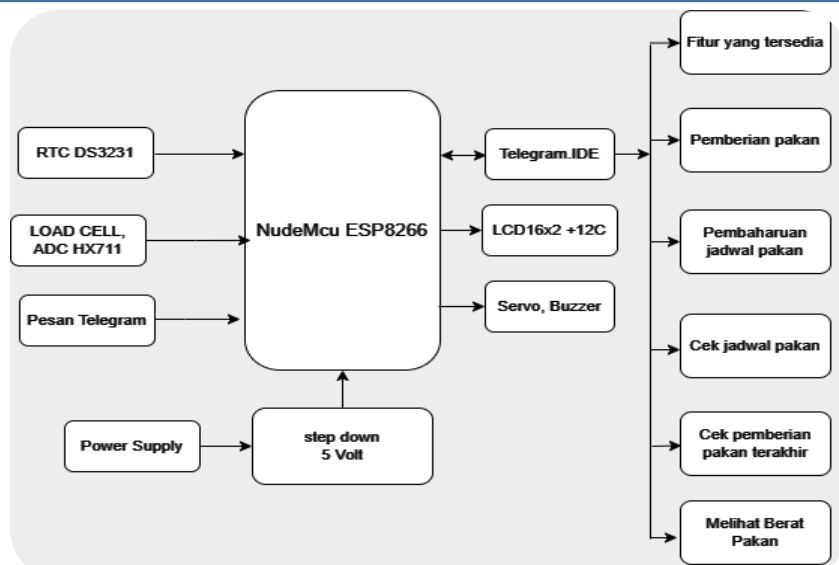 RTC DS3231
LOAD CELL,
ADC HX711
Pesan Telegram
Power Supply
NudeMcu ESP8266
step down
5 Volt
Telegram.IDE
LCD16x2 +12C
Servo, Buzzer
Fitur yang tersedia
Pemberian pakan
Pembaharuan
jadwal pakan
Cek jadwal pakan
Cek pemberian
pakan terakhir
Melihat Berat
Pakan